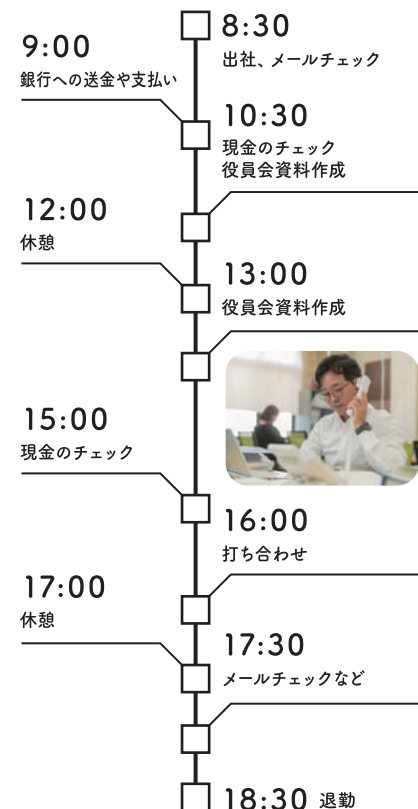 8:30
出社、メールチェック
9:00
銀行への送金や支払い
10:30
現金のチェック
役員会資料作成
12:00
休憩
13:00
役員会資料作成
15:00
現金のチェック
16:00
打ち合わせ
17:00
休憩
17:30
メールチェックなど
18:30 退勤